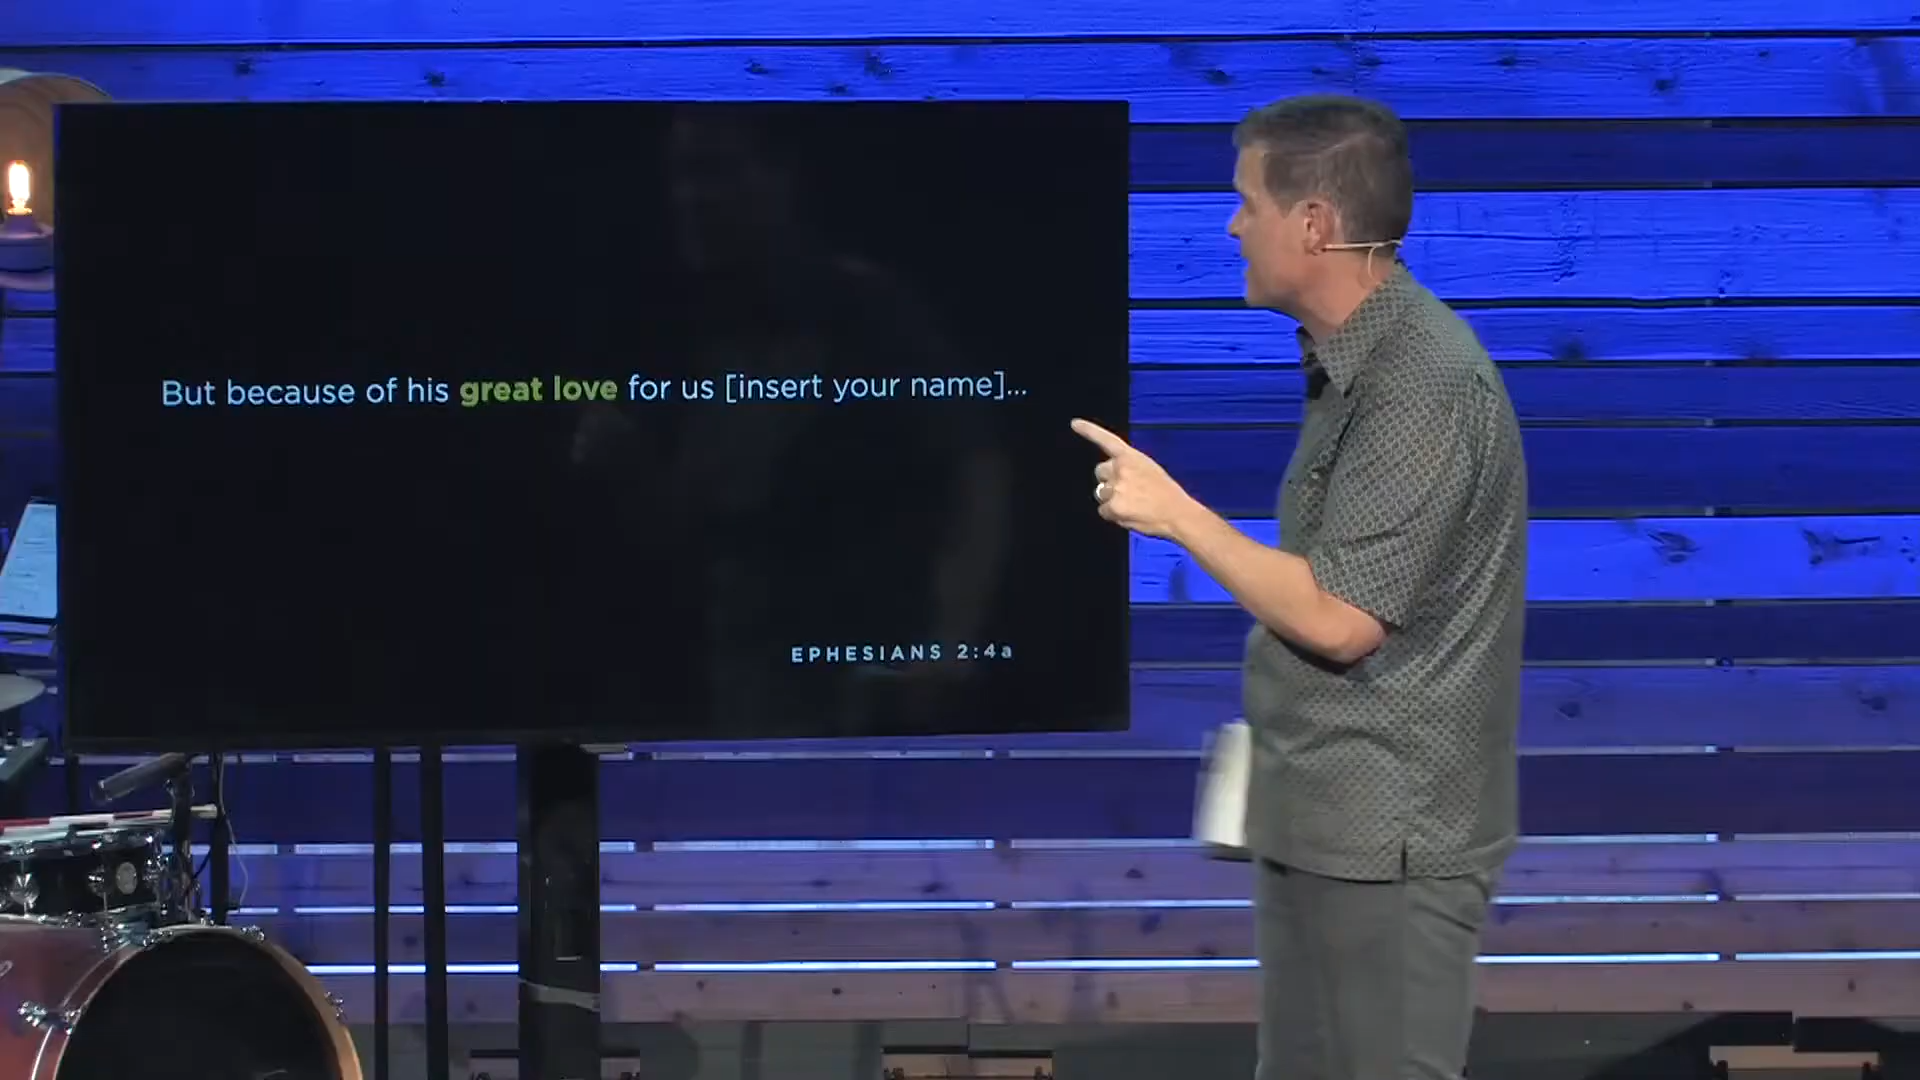 But because of his great love for us [insert your name]...
EPHESIANS 2:4a